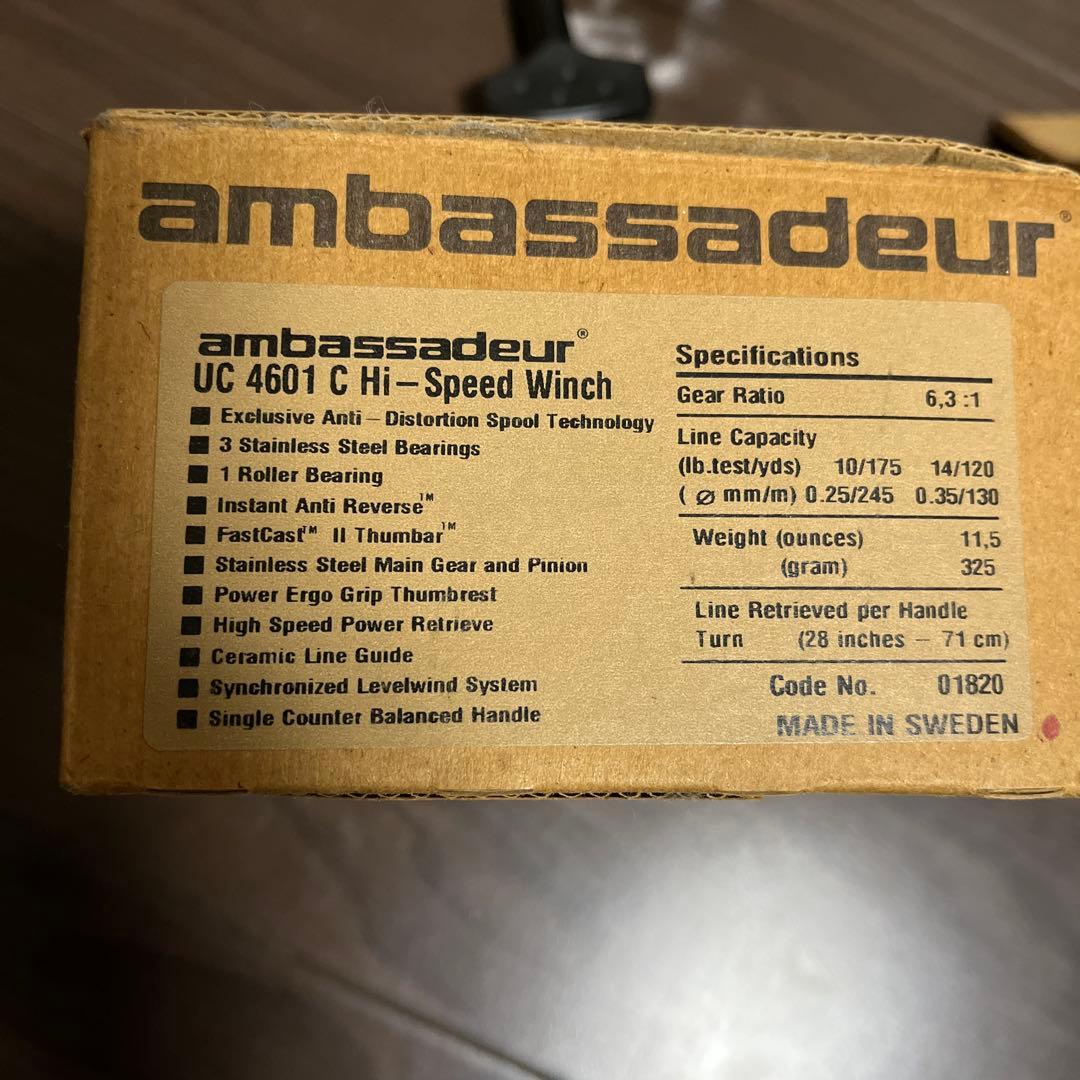 ambassadeur®
ambassadeur®
UC 4601 C Hi–Speed Winch
■ Exclusive Anti – Distortion Spool Technology
■ 3 Stainless Steel Bearings
■ 1 Roller Bearing
■ Instant Anti Reverse™
■ FastCast™ II Thumbar™
■ Stainless Steel Main Gear and Pinion
■ Power Ergo Grip Thumbrest
■ High Speed Power Retrieve
■ Ceramic Line Guide
■ Synchronized Levelwind System
■ Single Counter Balanced Handle
Specifications
Gear Ratio 6,3 :1
Line Capacity
(lb.test/yds) 10/175 14/120
( ⌀ mm/m) 0.25/245 0.35/130
Weight (ounces) 11,5
(gram) 325
Line Retrieved per Handle
Turn (28 inches – 71 cm)
Code No. 01820
MADE IN SWEDEN